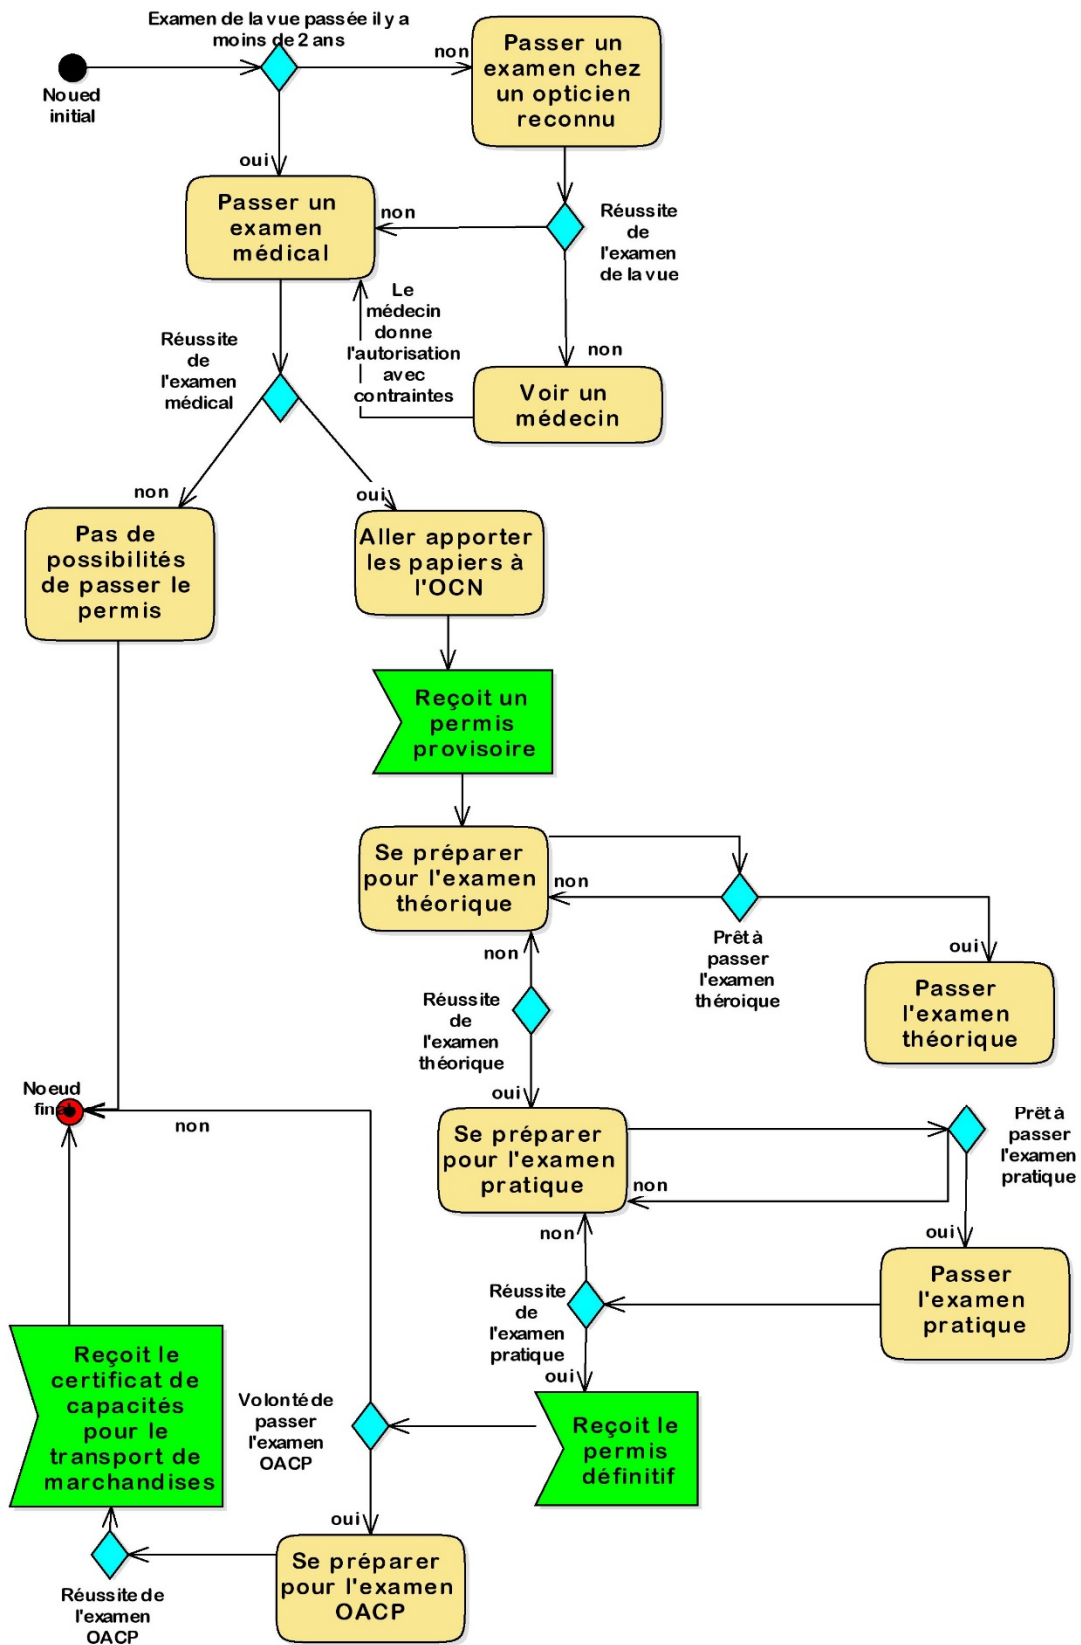 Examen de la vue passée il y a
moins de 2 ans
Noued
initial
non
Passer un
examen chez
un opticien
reconnu
oui
Passer un
examen
médical
non
Réussite
de
l'examen
de la vue
Le
médecin
donne
l'autorisation
avec
contraintes
non
Voir un
médecin
Réussite
de
l'examen
médical
non
oui
Pas de
possibilités
de passer le
permis
Aller apporter
les papiers à
l'OCN
Reçoit un
permis
provisoire
Se préparer
pour l'examen
théorique
non
Prêt à
passer
l'examen
théroique
oui
Passer
l'examen
théorique
non
Réussite
de
l'examen
théorique
oui
Noeud
final
non
Se préparer
pour l'examen
pratique
non
Prêt à
passer
l'examen
pratique
oui
Passer
l'examen
pratique
non
Réussite
de
l'examen
pratique
oui
Reçoit le
permis
définitif
Volonté de
passer
l'examen
OACP
oui
Se préparer
pour l'examen
OACP
Reçoit le
certificat de
capacités
pour le
transport de
marchandises
Réussite de
l'examen
OACP